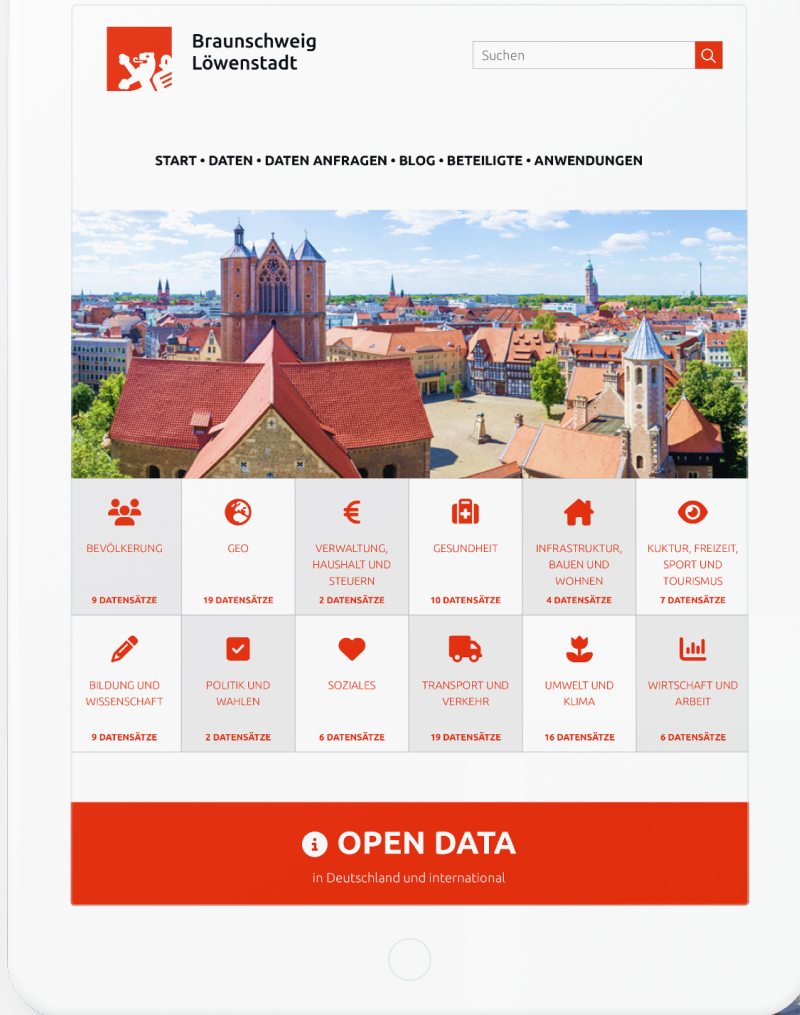 Braunschweig
Löwenstadt
Suchen
START • DATEN • DATEN ANFRAGEN • BLOG • BETEILIGTE • ANWENDUNGEN
BEVÖLKERUNG
9 DATENSÄTZE
GEO
19 DATENSÄTZE
VERWALTUNG,
HAUSHALT UND
STEUERN
2 DATENSÄTZE
GESUNDHEIT
10 DATENSÄTZE
INFRASTRUKTUR,
BAUEN UND
WOHNEN
4 DATENSÄTZE
KUKTUR, FREIZEIT,
SPORT UND
TOURISMUS
7 DATENSÄTZE
BILDUNG UND
WISSENSCHAFT
9 DATENSÄTZE
POLITIK UND
WAHLEN
2 DATENSÄTZE
SOZIALES
6 DATENSÄTZE
TRANSPORT UND
VERKEHR
19 DATENSÄTZE
UMWELT UND
KLIMA
16 DATENSÄTZE
WIRTSCHAFT UND
ARBEIT
6 DATENSÄTZE
OPEN DATA
in Deutschland und international